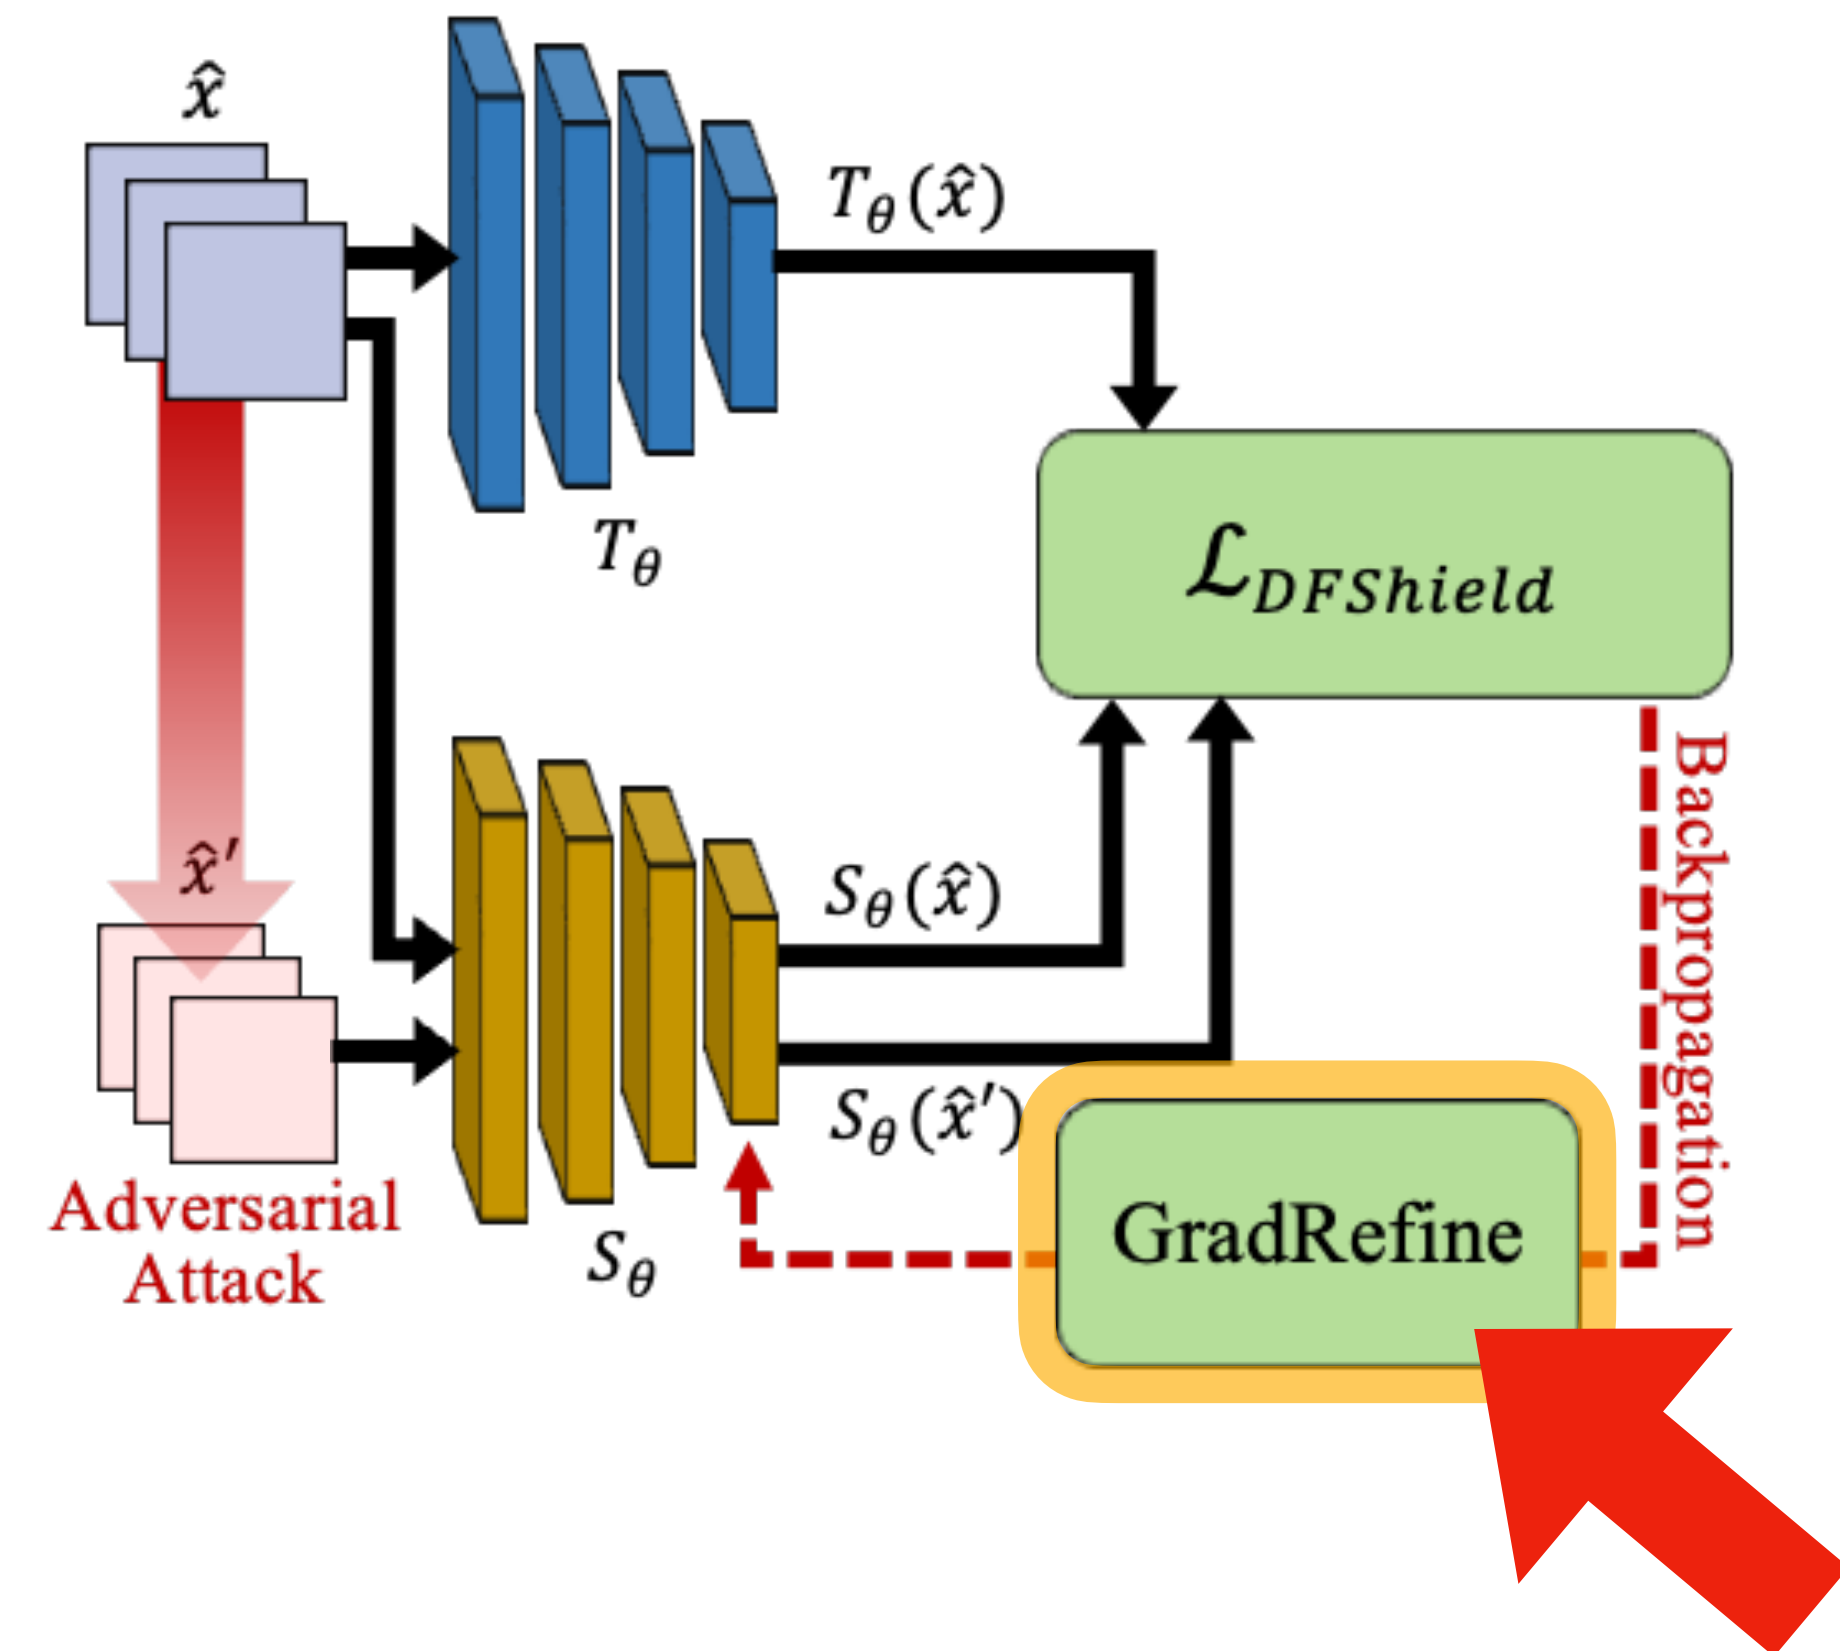 x̂
T_θ(x̂)
T_θ
ℒ_DFShield
x̂′
S_θ(x̂)
S_θ(x̂′)
S_θ
Adversarial
Attack
GradRefine
Backpropagation